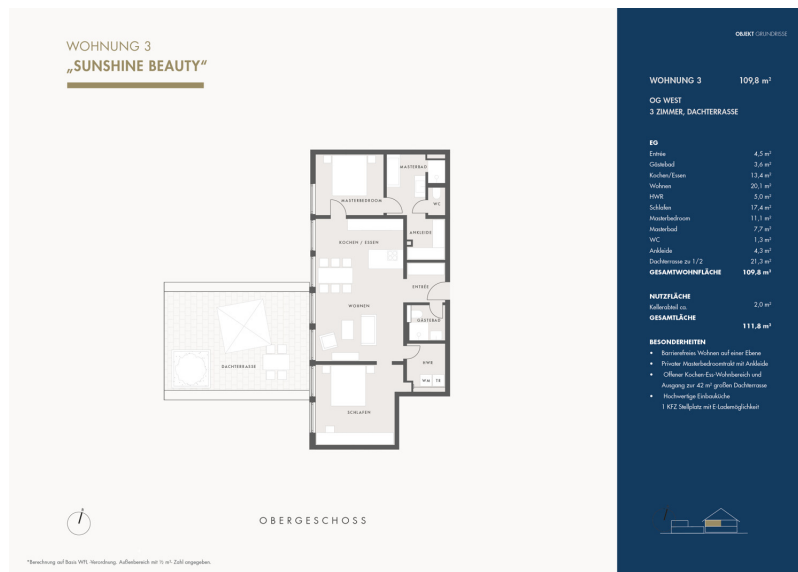 WOHNUNG 3
„SUNSHINE BEAUTY“
MASTERBAD
MASTERBEDROOM
WC
ANKLEIDE
KOCHEN / ESSEN
ENTRÉE
WOHNEN
GÄSTEBAD
DACHTERRASSE
HWR
WM TR
SCHLAFEN
OBERGESCHOSS
*Berechnung auf Basis WFL -Verordnung. Außenbereich mit ½ m²- Zahl angegeben.
OBJEKT GRUNDRISSE
WOHNUNG 3 109,8 m²
OG WEST
3 ZIMMER, DACHTERRASSE
EG
Entrée 4,5 m²
Gästebad 3,6 m²
Kochen/Essen 13,4 m²
Wohnen 20,1 m²
HWR 5,0 m²
Schlafen 17,4 m²
Masterbedroom 11,1 m²
Masterbad 7,7 m²
WC 1,3 m²
Ankleide 4,3 m²
Dachterrasse zu 1/2 21,3 m²
GESAMTWOHNFLÄCHE 109,8 m²
NUTZFLÄCHE
Kellerabteil ca. 2,0 m²
GESAMTLÄCHE
111,8 m²
BESONDERHEITEN
• Barrierefreies Wohnen auf einer Ebene
• Privater Masterbedroomtrakt mit Ankleide
• Offener Kochen-Ess-Wohnbereich und
Ausgang zur 42 m² großen Dachterrasse
• Hochwertige Einbauküche
1 KFZ Stellplatz mit E-Lademöglichkeit